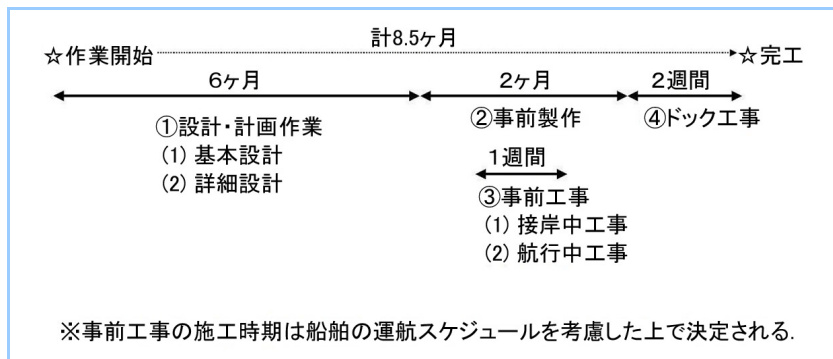 計8.5ヶ月
☆作業開始 ☆完工
6ヶ月 2ヶ月 2週間
①設計・計画作業 ②事前製作 ④ドック工事
(1) 基本設計
(2) 詳細設計
1週間
③事前工事
(1) 接岸中工事
(2) 航行中工事
※事前工事の施工時期は船舶の運航スケジュールを考慮した上で決定される.